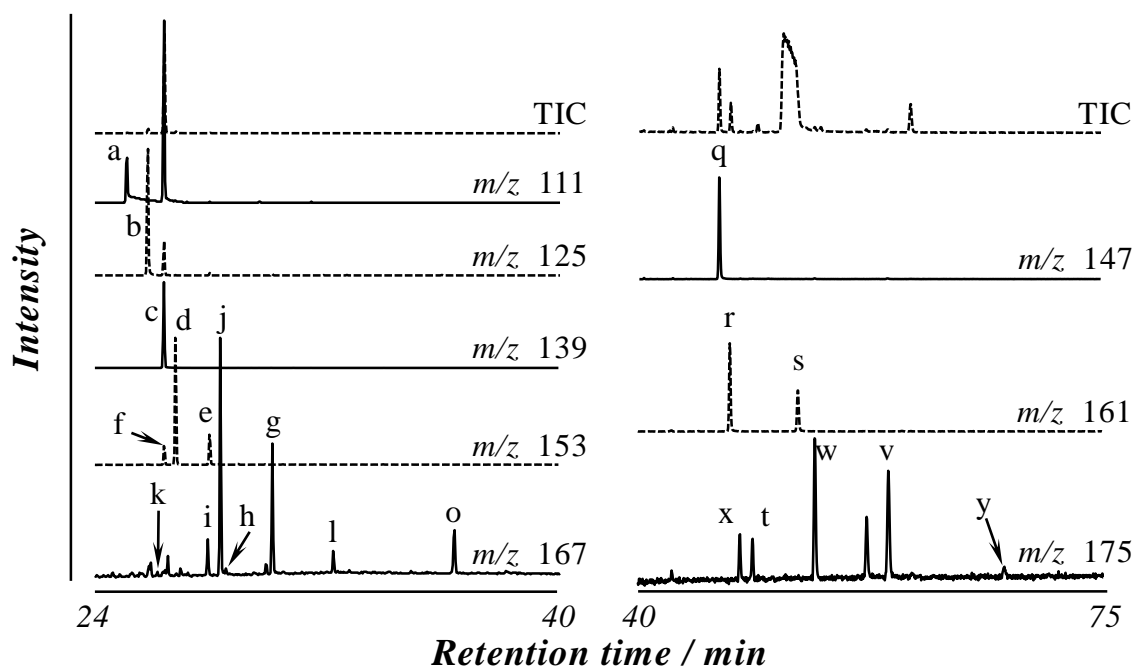 TIC
a
m/z 111
b
m/z 125
c d j
m/z 139
f e g
m/z 153
k i h l o
m/z 167
24 40
TIC
q
m/z 147
r s
m/z 161
w v
x t y
m/z 175
40 75
Intensity
Retention time / min